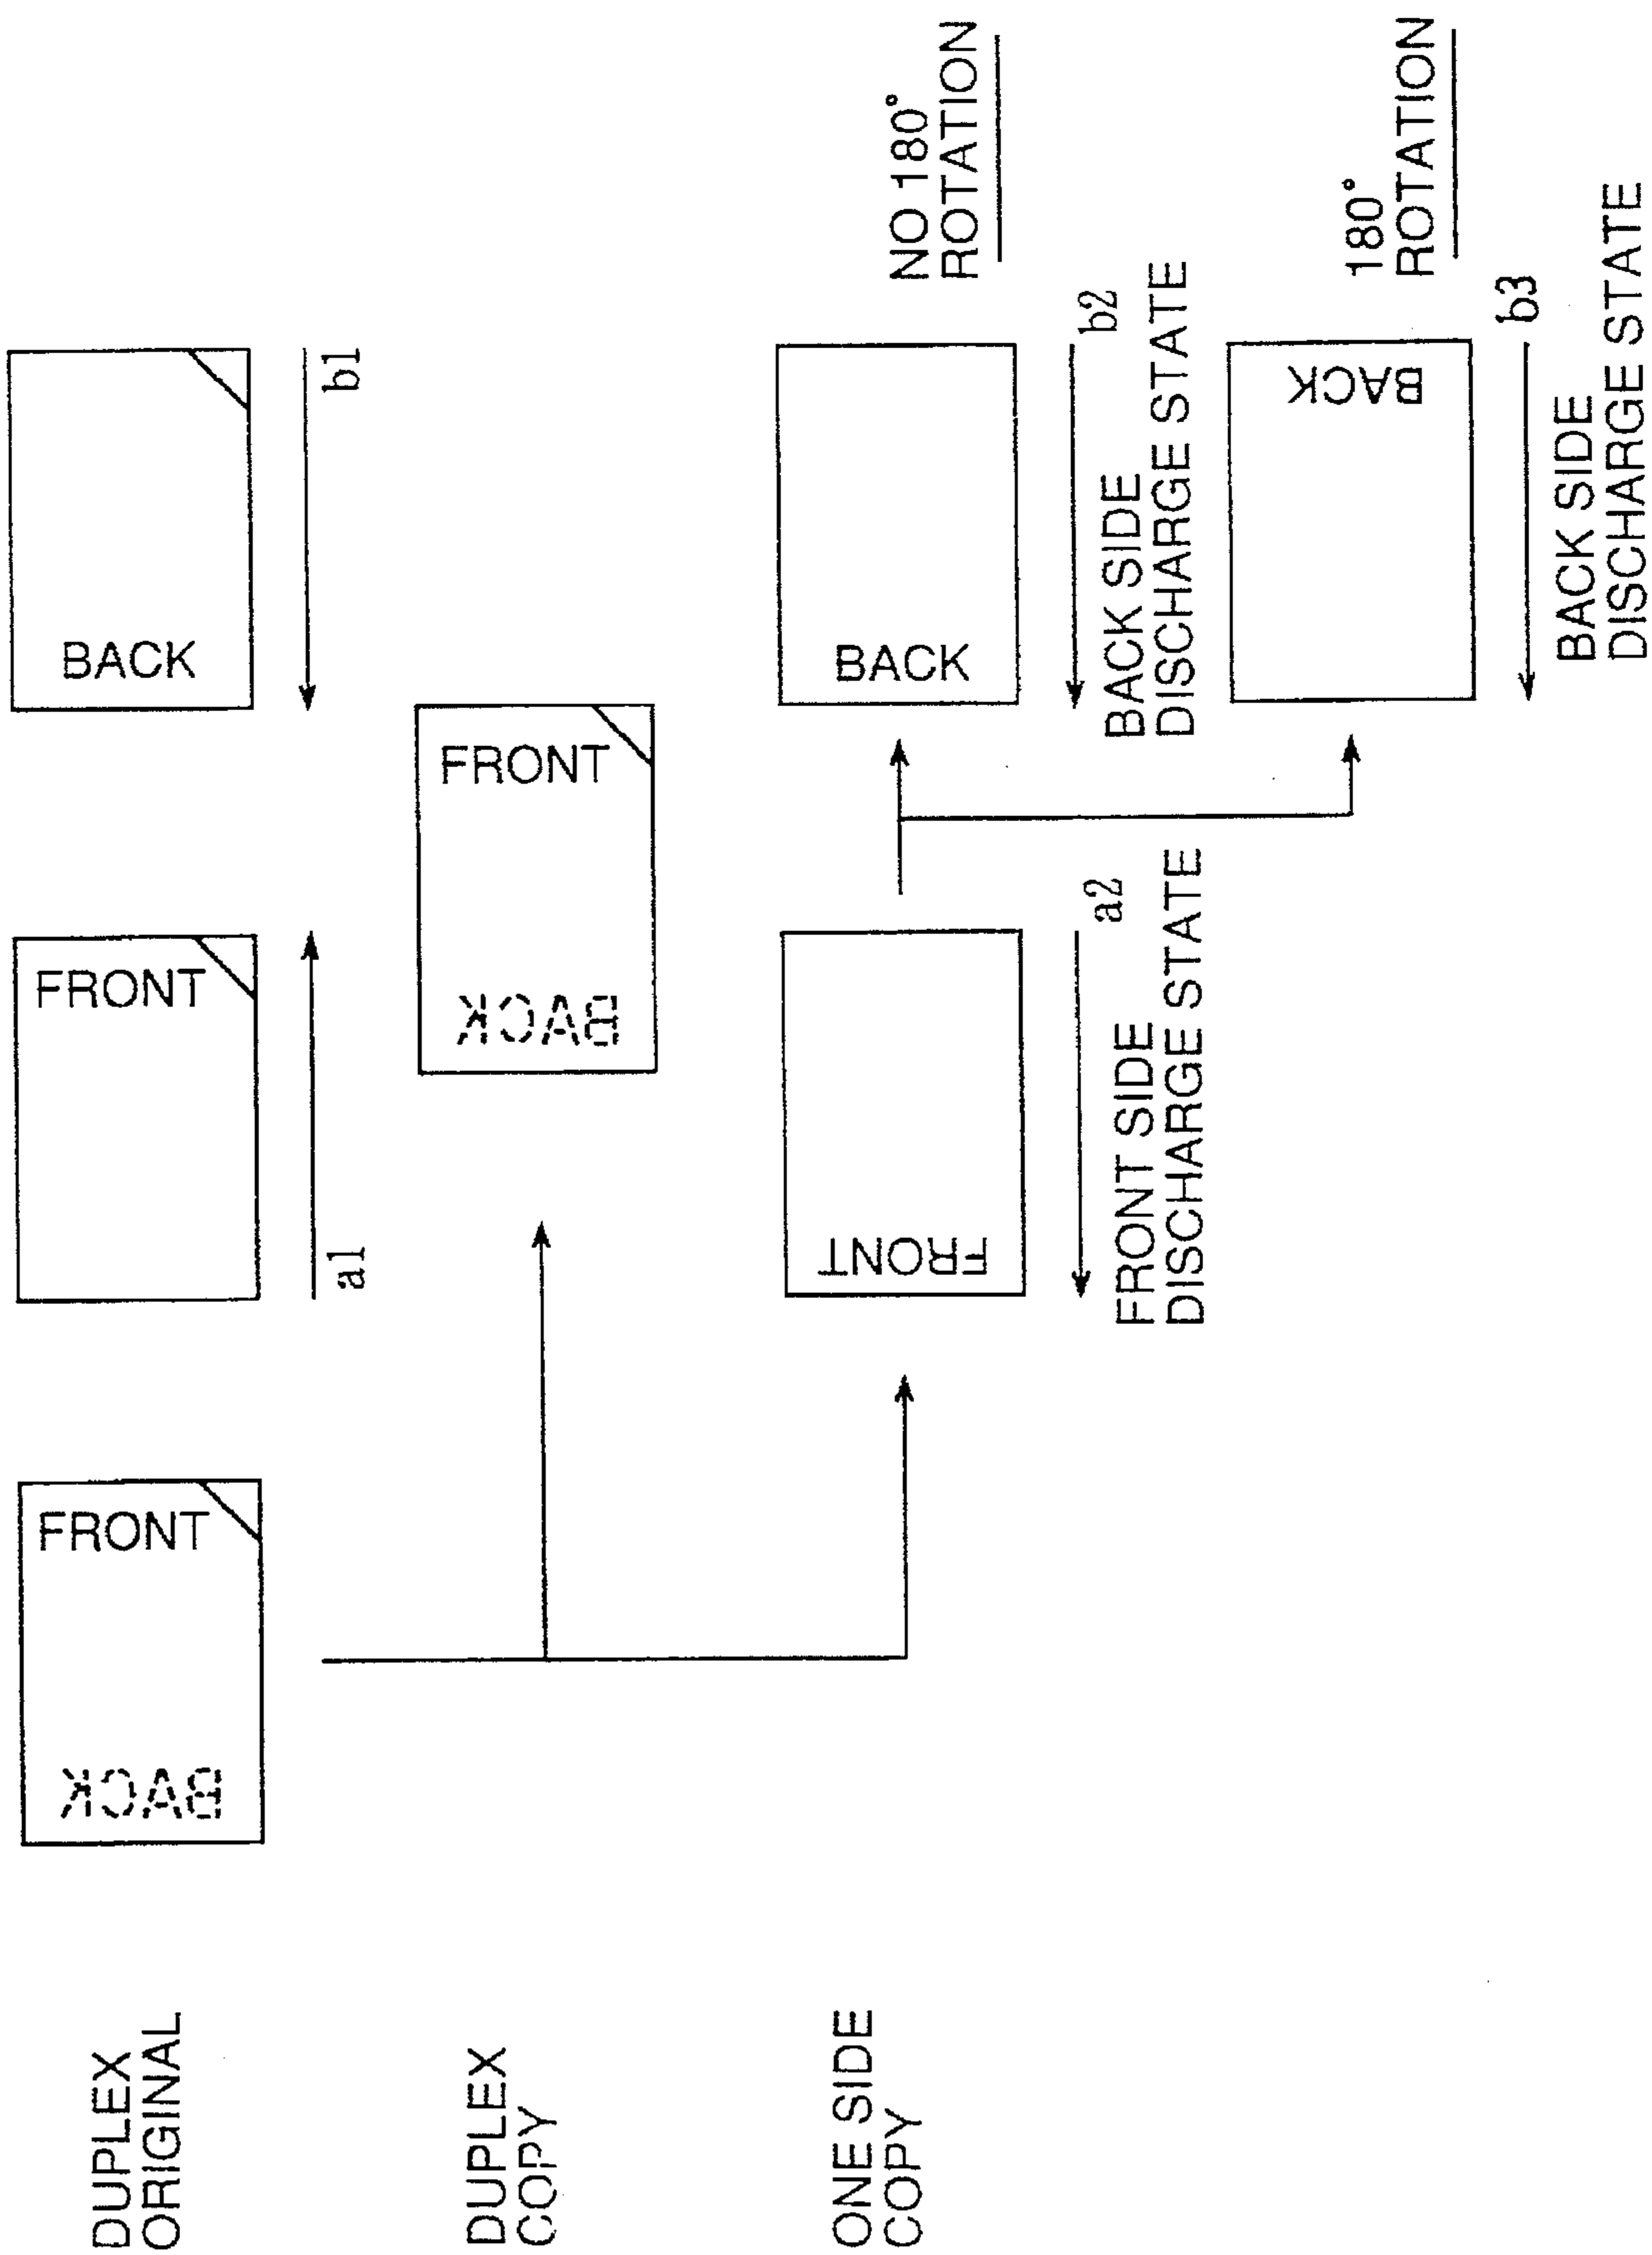 DUPLEX
ORIGINAL
FRONT
BACK
FRONT
a1
BACK
b1
DUPLEX
COPY
FRONT
BACK
ONE SIDE
COPY
FRONT
a2
FRONT SIDE
DISCHARGE STATE
BACK
b2
BACK SIDE
DISCHARGE STATE
NO 180°
ROTATION
BACK
b3
BACK SIDE
DISCHARGE STATE
180°
ROTATION